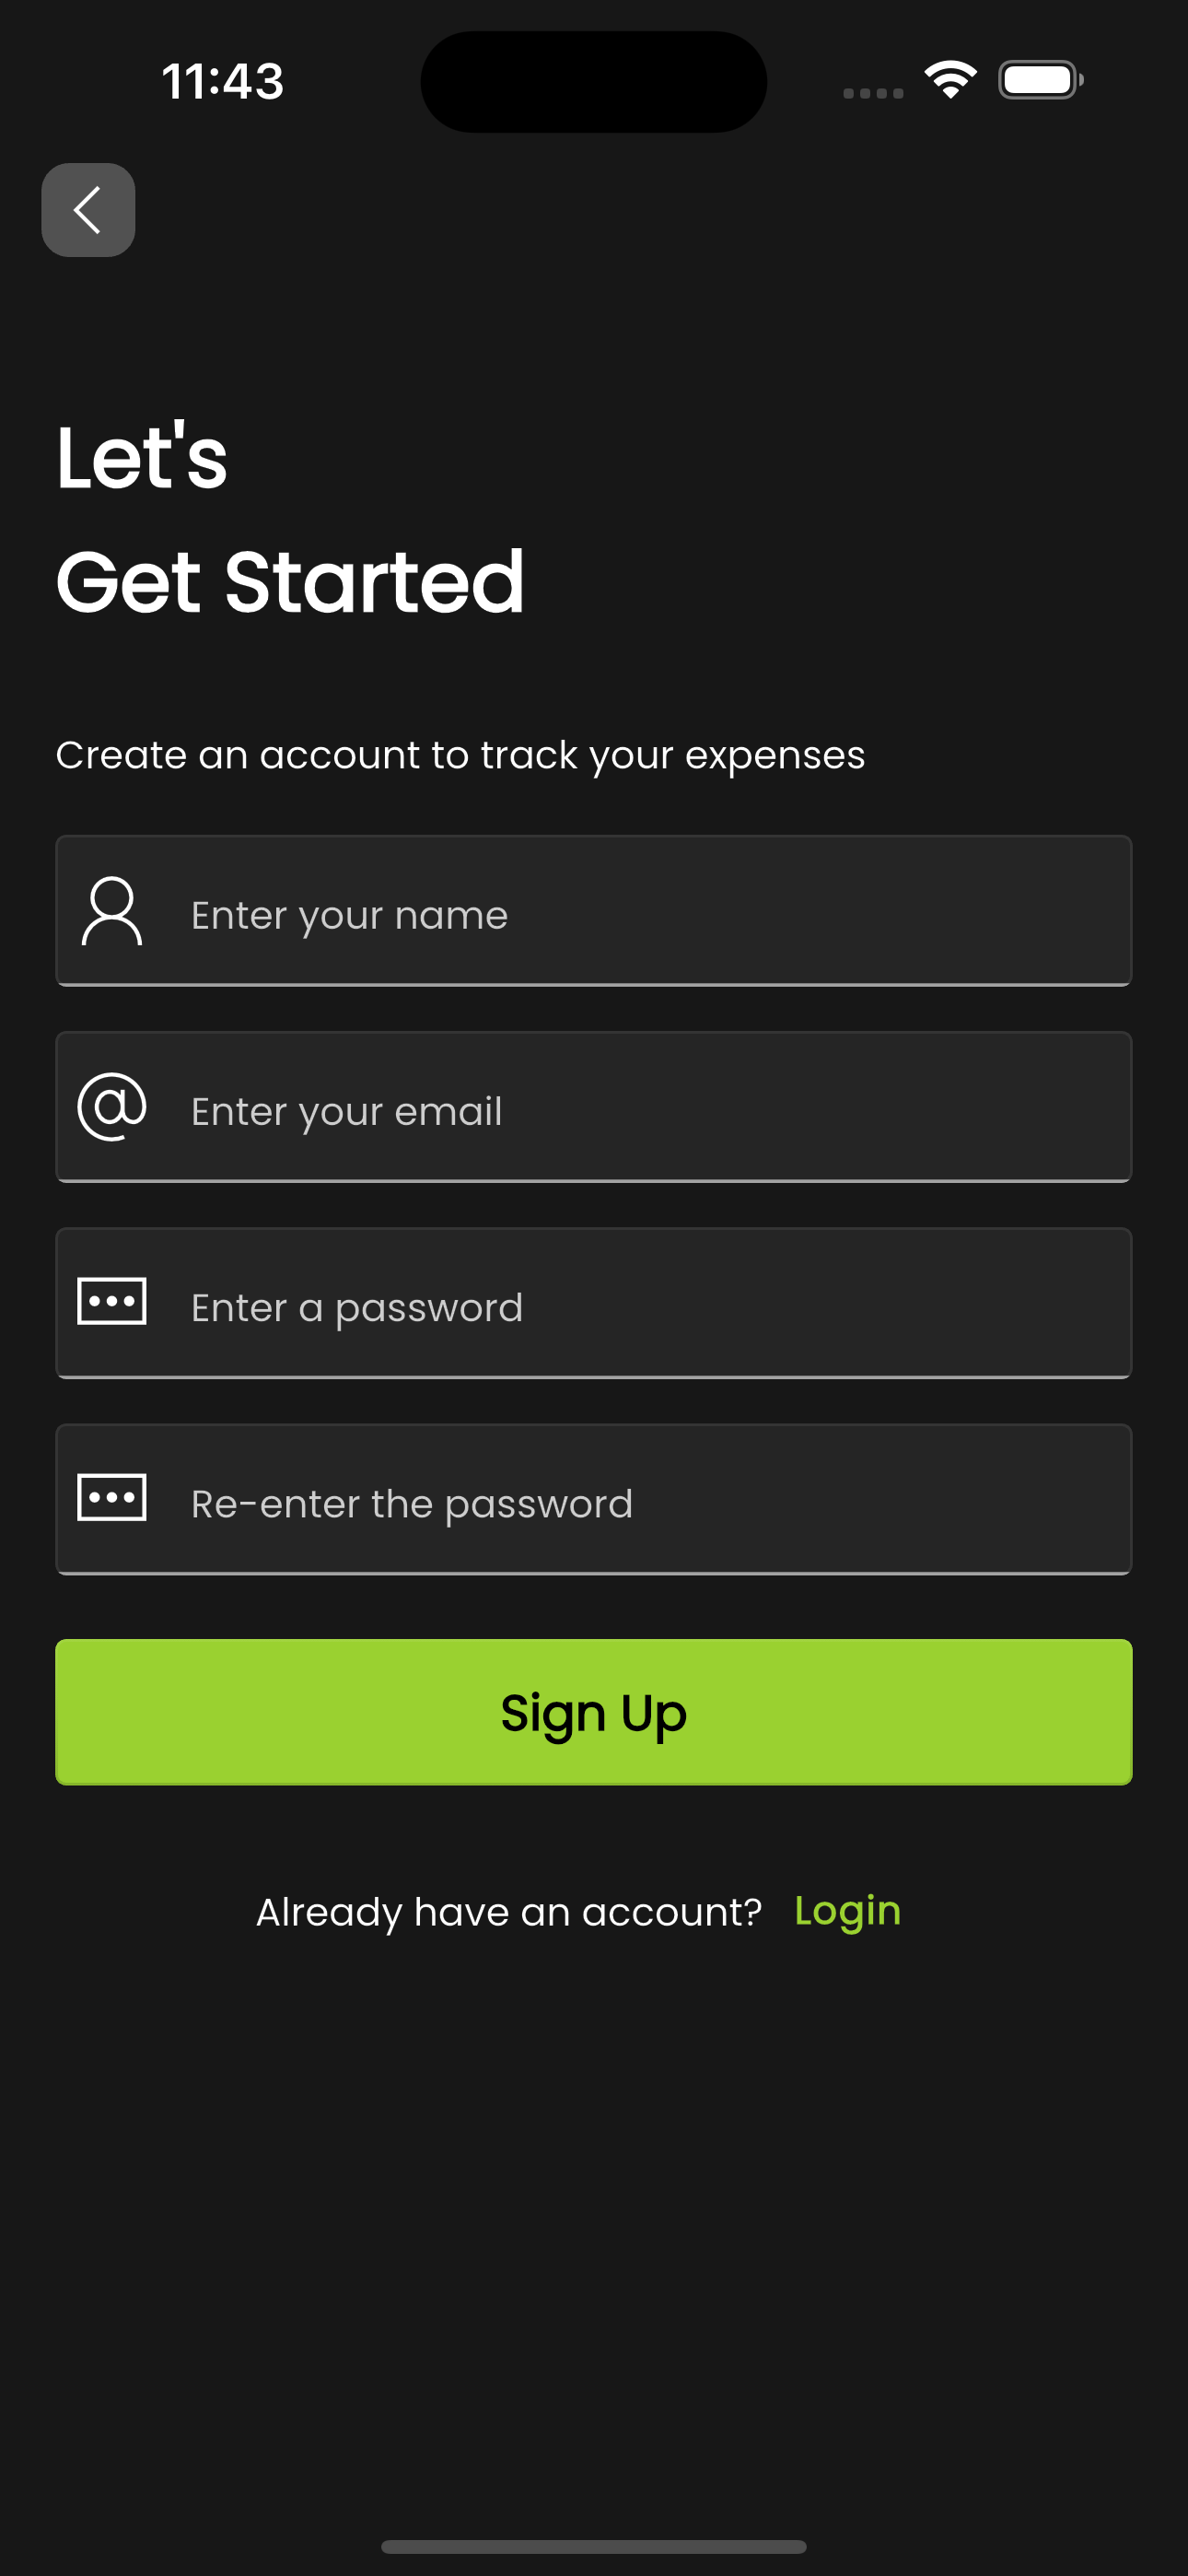 11:43
Let's
Get Started
Create an account to track your expenses
Enter your name
Enter your email
Enter a password
Re-enter the password
Sign Up
Already have an account? Login